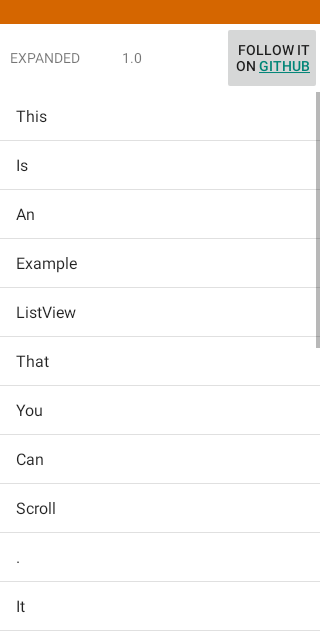 EXPANDED 1.0
FOLLOW IT
ON GITHUB
This
Is
An
Example
ListView
That
You
Can
Scroll
.
It